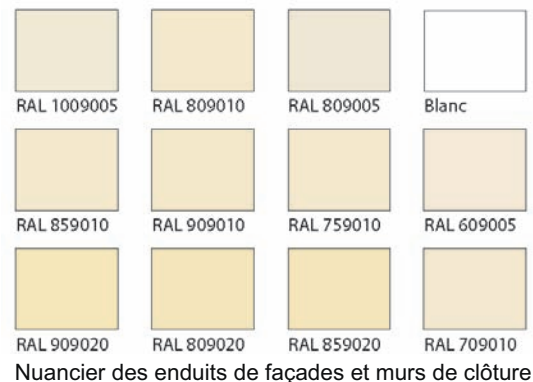 RAL 1009005 RAL 809010 RAL 809005 Blanc
RAL 859010 RAL 909010 RAL 759010 RAL 609005
RAL 909020 RAL 809020 RAL 859020 RAL 709010
Nuancier des enduits de façades et murs de clôture